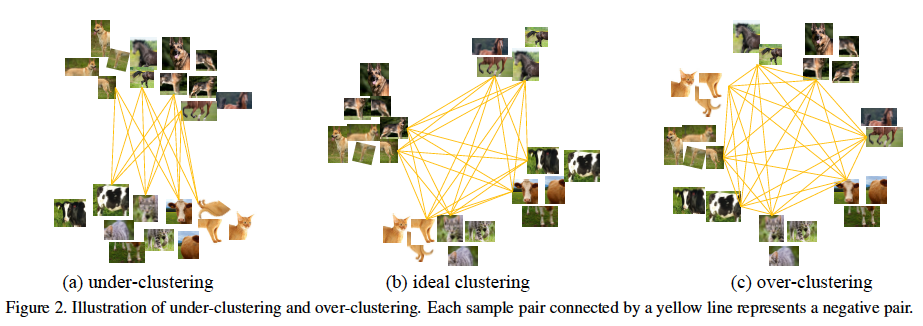 (a) under-clustering
(b) ideal clustering
(c) over-clustering
Figure 2. Illustration of under-clustering and over-clustering. Each sample pair connected by a yellow line represents a negative pair.